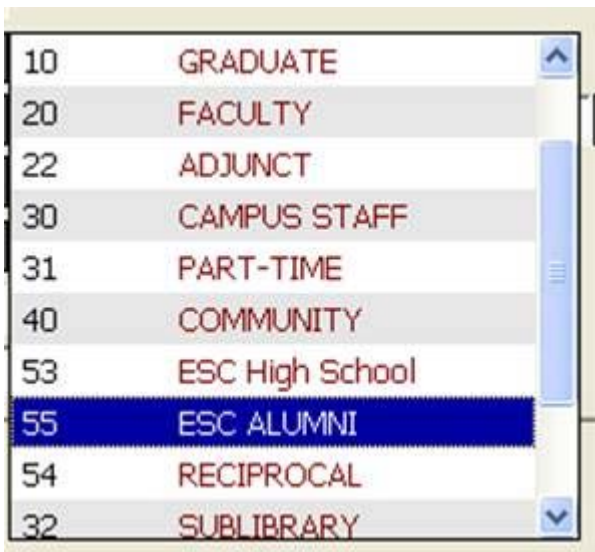 10 GRADUATE
20 FACULTY
22 ADJUNCT
30 CAMPUS STAFF
31 PART-TIME
40 COMMUNITY
53 ESC High School
55 ESC ALUMNI
54 RECIPROCAL
32 SUBLIBRARY